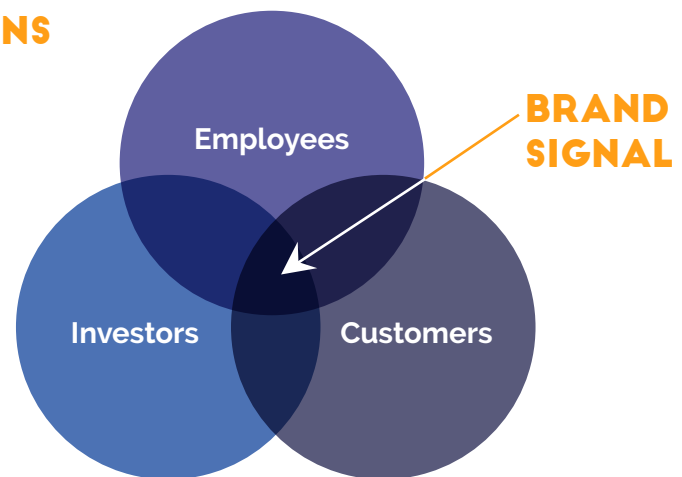 NS
BRAND
SIGNAL
Employees
Investors
Customers